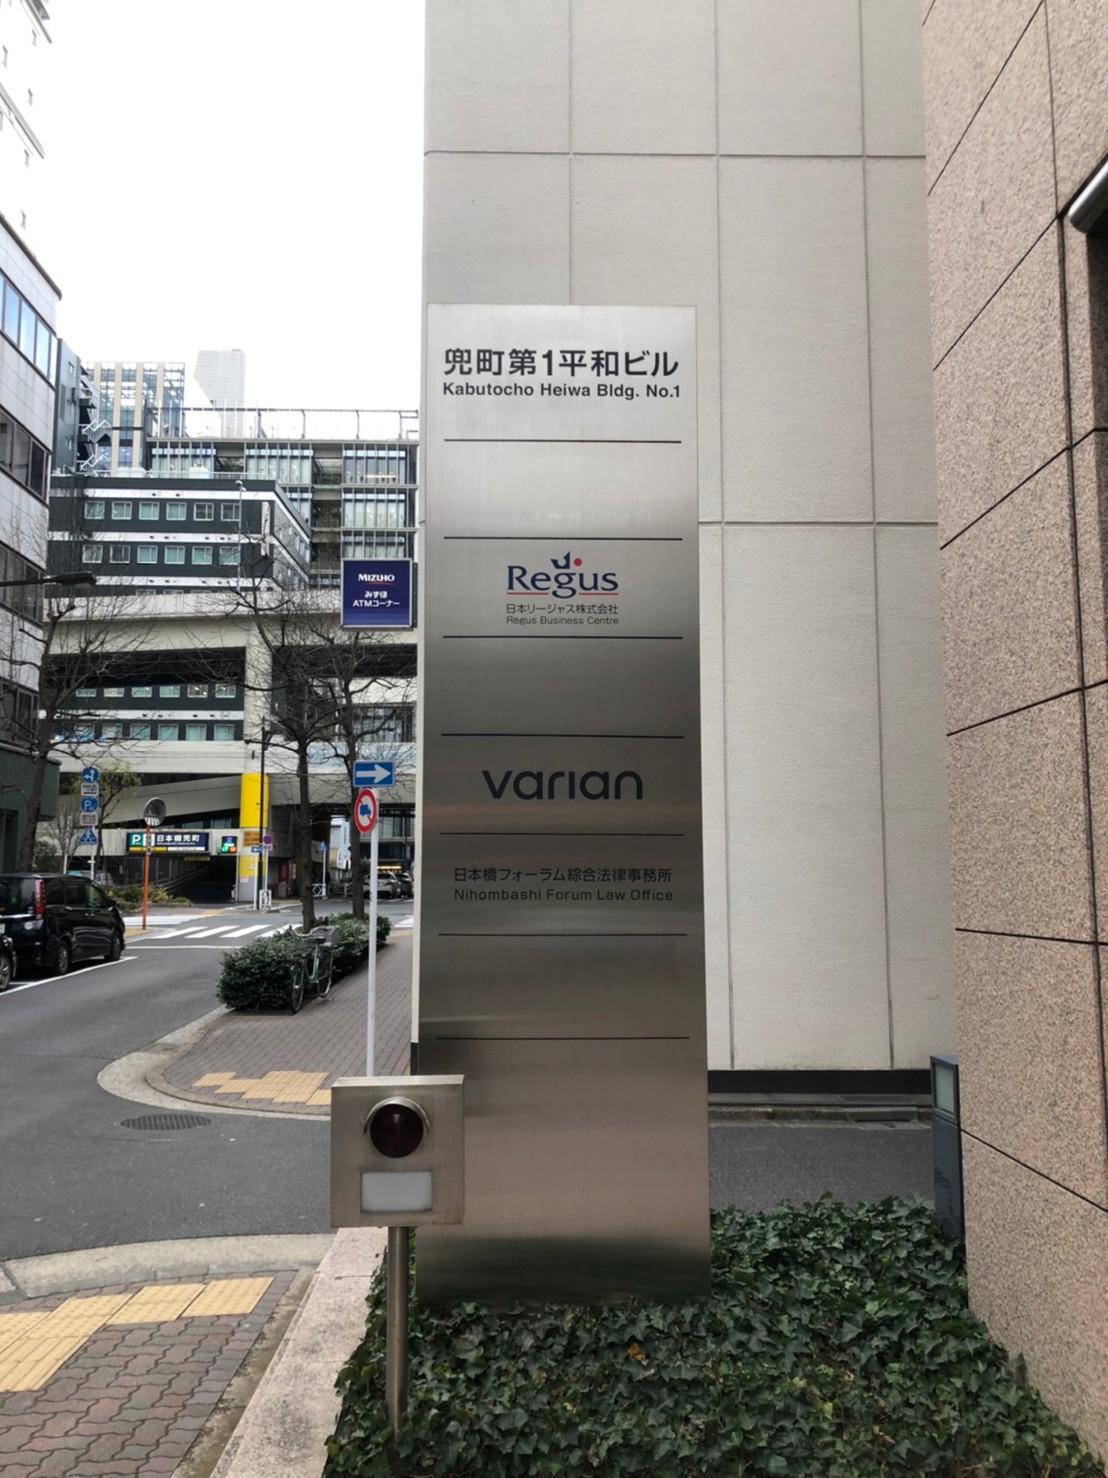 兜町第1平和ビル
Kabutocho Heiwa Bldg. No.1
Regus
日本リージャス株式会社
Regus Business Centre
varian
日本橋フォーラム綜合法律事務所
Nihombashi Forum Law Office
MIZUHO
みずほ
ATMコーナー
P
日本橋兜町
P